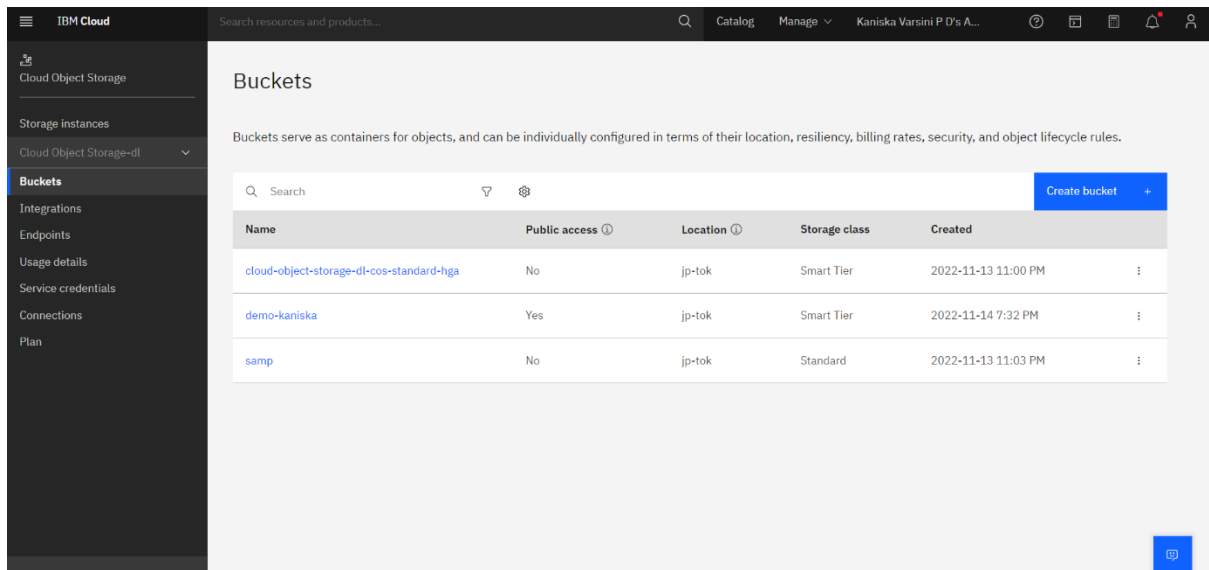 IBM Cloud
Search resources and products...
Catalog
Manage
Kaniska Varsini P D's A...
Cloud Object Storage
Storage instances
Cloud Object Storage-dl
Buckets
Integrations
Endpoints
Usage details
Service credentials
Connections
Plan
Buckets
Buckets serve as containers for objects, and can be individually configured in terms of their location, resiliency, billing rates, security, and object lifecycle rules.
Search
Create bucket +
Name Public access Location Storage class Created
cloud-object-storage-dl-cos-standard-hga No jp-tok Smart Tier 2022-11-13 11:00 PM
demo-kaniska Yes jp-tok Smart Tier 2022-11-14 7:32 PM
samp No jp-tok Standard 2022-11-13 11:03 PM